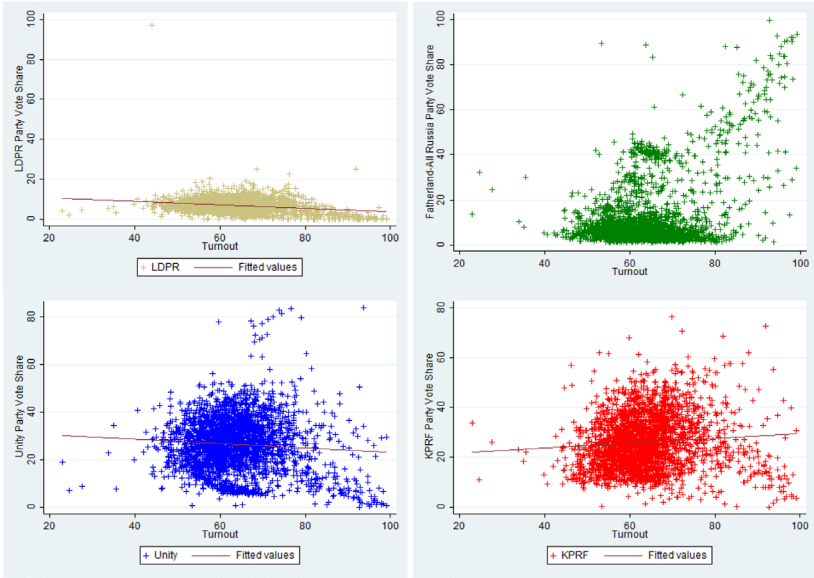 LDPR Party Vote Share
0 20 40 60 80 100
20 40 60 80 100
Turnout
LDPR Fitted values
Fatherland-All Russia Party Vote Share
0 20 40 60 80 100
20 40 60 80 100
Turnout
Unity Party Vote Share
0 20 40 60 80
20 40 60 80 100
Turnout
Unity Fitted values
KPRF Party Vote Share
0 20 40 60 80
20 40 60 80 100
Turnout
KPRF Fitted values